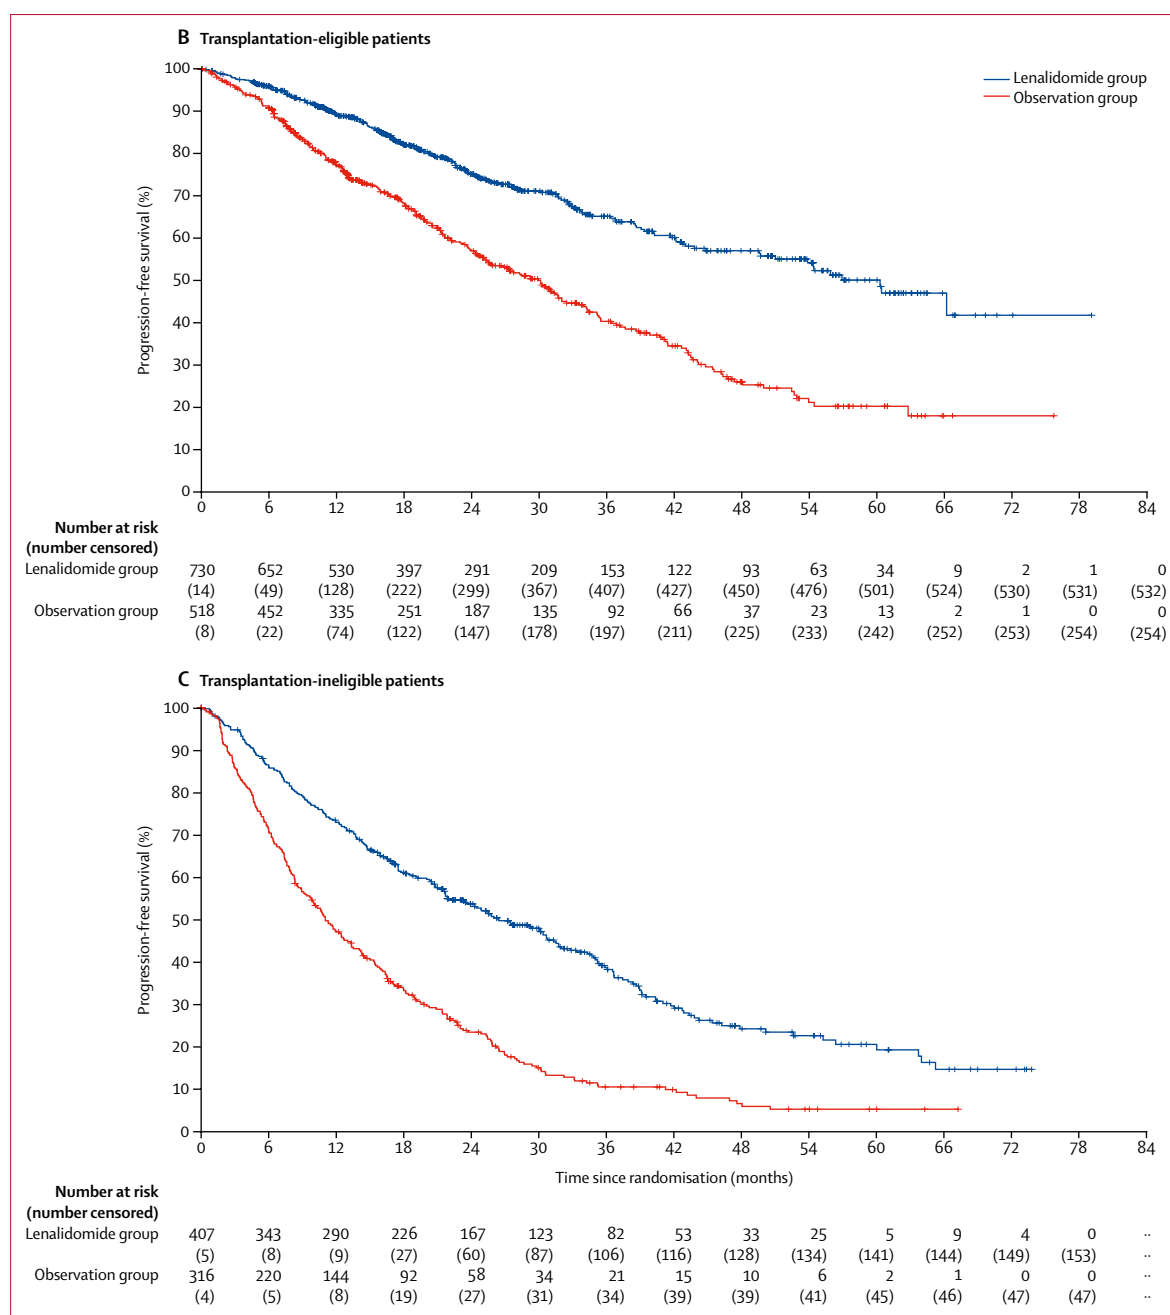 B Transplantation-eligible patients
Lenalidomide group
Observation group
Progression-free survival (%)
100
90
80
70
60
50
40
30
20
10
0
0 6 12 18 24 30 36 42 48 54 60 66 72 78 84
Number at risk
(number censored)
Lenalidomide group 730 652 530 397 291 209 153 122 93 63 34 9 2 1 0
(14) (49) (128) (222) (299) (367) (407) (427) (450) (476) (501) (524) (530) (531) (532)
Observation group 518 452 335 251 187 135 92 66 37 23 13 2 1 0 0
(8) (22) (74) (122) (147) (178) (197) (211) (225) (233) (242) (252) (253) (254) (254)
C Transplantation-ineligible patients
Progression-free survival (%)
100
90
80
70
60
50
40
30
20
10
0
0 6 12 18 24 30 36 42 48 54 60 66 72 78 84
Time since randomisation (months)
Number at risk
(number censored)
Lenalidomide group 407 343 290 226 167 123 82 53 33 25 5 9 4 0 ..
(5) (8) (9) (27) (60) (87) (106) (116) (128) (134) (141) (144) (149) (153) ..
Observation group 316 220 144 92 58 34 21 15 10 6 2 1 0 0 ..
(4) (5) (8) (19) (27) (31) (34) (39) (39) (41) (45) (46) (47) (47) ..